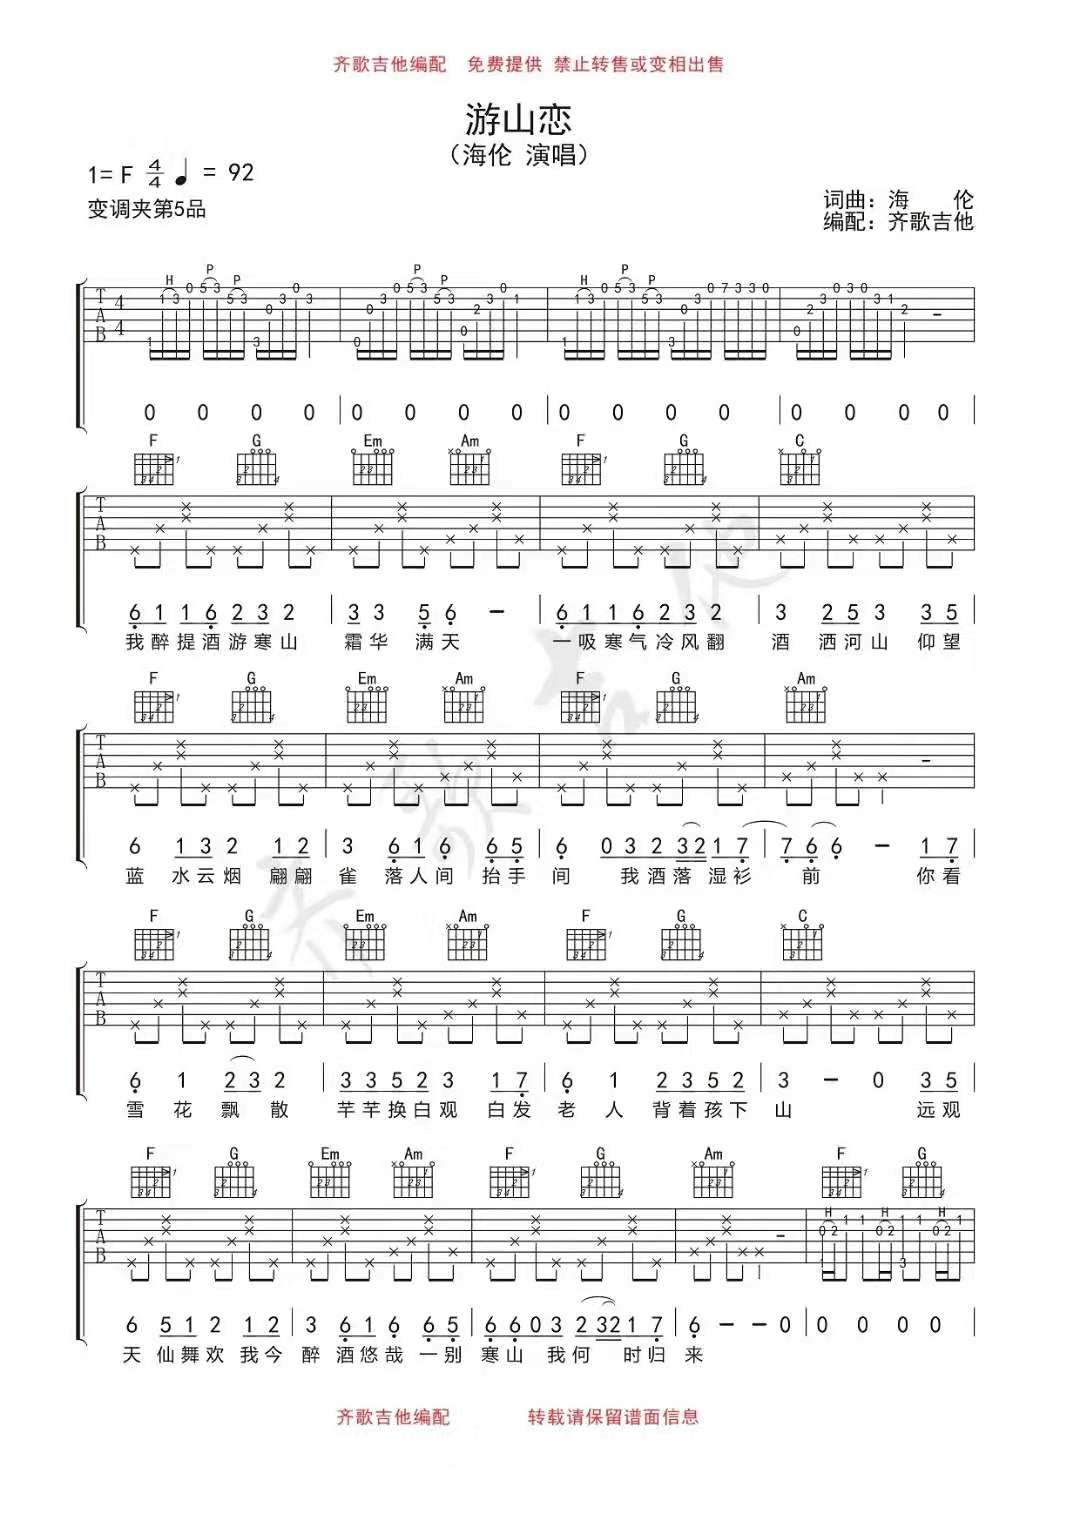 齐歌吉他编配 免费提供 禁止转售或变相出售
游山恋
（海伦 演唱）
1= F 4/4 ♩ = 92
变调夹第5品
词曲：海 伦
编配：齐歌吉他
H P P P P H P P
0 0 0 0 | 0 0 0 0 | 0 0 0 0 | 0 0 0 0
F G Em Am F G C
6 1 1 6 2 3 2 | 3 3 5 6 — | 6 1 1 6 2 3 2 | 3 2 5 3 3 5
我醉提酒游寒山 霜华满天 一吸寒气冷风翻 酒洒河山仰望
F G Em Am F G Am
6 1 3 2 1 2 | 3 6 1 6 6 5 | 6 0 3 2 3 2 1 7 | 7 6 6 — 1 7
蓝水云烟翩翩 雀落人间抬手 间我酒落湿衫 前 你看
F G Em Am F G C
6 1 2 3 2 | 3 3 5 2 3 1 7 | 6 1 2 3 5 2 | 3 — 0 3 5
雪花飘散 芊芊换白观白发 老人背着孩下 山 远观
F G Em Am F G Am F G
6 5 1 2 1 2 | 3 6 1 6 6 5 | 6 6 0 3 2 3 2 1 7 | 6 — — 0 | 0 0 0 0
天仙舞欢我今 醉酒悠哉一别 寒山我何时归 来
齐歌吉他编配 转载请保留谱面信息
齐歌吉他